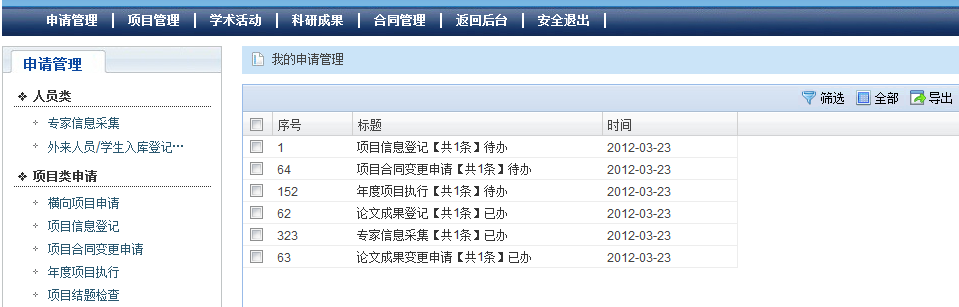 申请管理 项目管理 学术活动 科研成果 合同管理 返回后台 安全退出
申请管理
人员类
专家信息采集
外来人员/学生入库登记…
项目类申请
横向项目申请
项目信息登记
项目合同变更申请
年度项目执行
项目结题检查
我的申请管理
筛选 全部 导出
序号 标题 时间
1 项目信息登记【共1条】待办 2012-03-23
64 项目合同变更申请【共1条】待办 2012-03-23
152 年度项目执行【共1条】待办 2012-03-23
62 论文成果登记【共1条】已办 2012-03-23
323 专家信息采集【共1条】已办 2012-03-23
63 论文成果变更申请【共1条】已办 2012-03-23